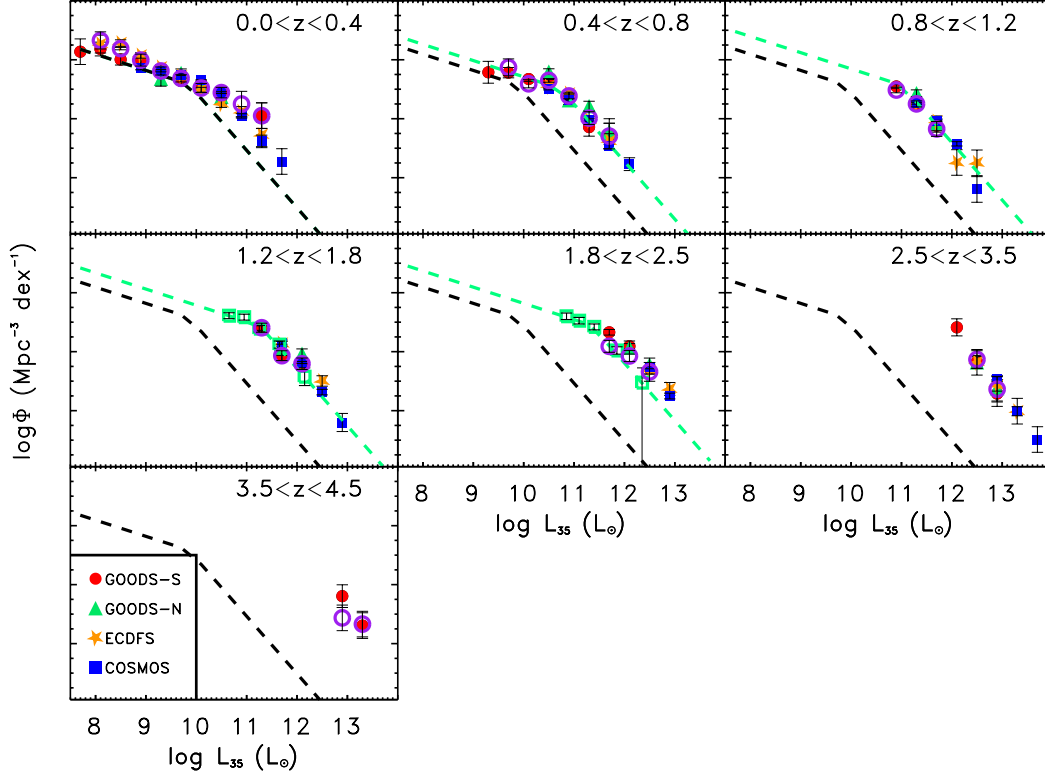 0.0<z<0.4
0.4<z<0.8
0.8<z<1.2
1.2<z<1.8
1.8<z<2.5
2.5<z<3.5
logΦ (Mpc⁻³ dex⁻¹)
3.5<z<4.5
8 9 10 11 12 13
8 9 10 11 12 13
log L₃₅ (L☉)
log L₃₅ (L☉)
GOODS-S
GOODS-N
ECDFS
COSMOS
8 9 10 11 12 13
log L₃₅ (L☉)